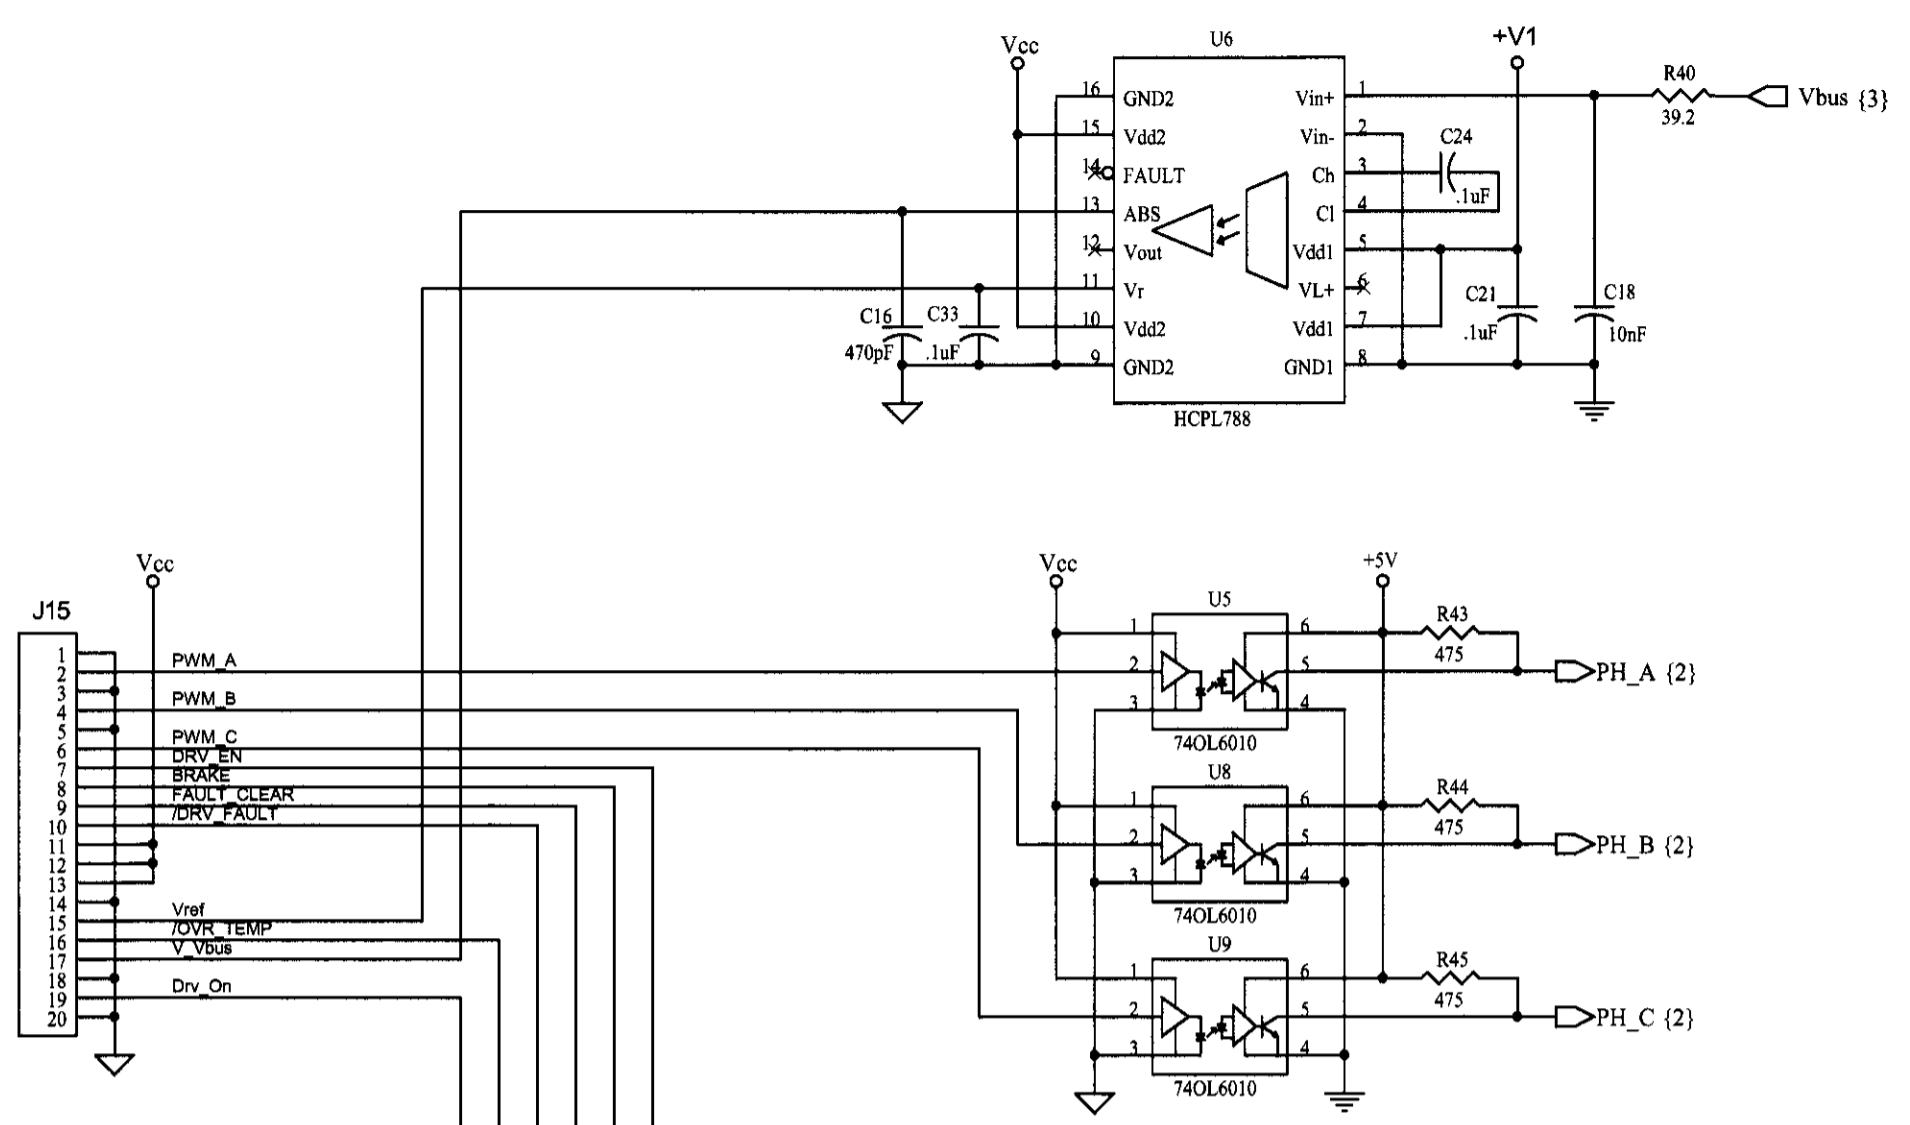 U6
Vcc
+V1
16 GND2 Vin+ 1
R40
39.2
Vbus {3}
15 Vdd2 Vin- 2
C24
.1uF
14 FAULT Ch 3
13 ABS Cl 4
12 Vout Vdd1 5
11 Vr VL+ 6
10 Vdd2 Vdd1 7
9 GND2 GND1 8
C16
470pF
C33
.1uF
C21
.1uF
C18
10nF
HCPL788
Vcc
J15
1
2 PWM_A
3
4 PWM_B
5
6 PWM_C
7 DRV_EN
8 BRAKE
9 FAULT_CLEAR
10 /DRV_FAULT
11
12
13
14
15 Vref
16 /OVR_TEMP
17 V_Vbus
18
19 Drv_On
20
Vcc
+5V
U5
1 6
R43
475
2 5
PH_A {2}
3 4
74OL6010
U8
1 6
R44
475
2 5
PH_B {2}
3 4
74OL6010
U9
1 6
R45
475
2 5
PH_C {2}
3 4
74OL6010